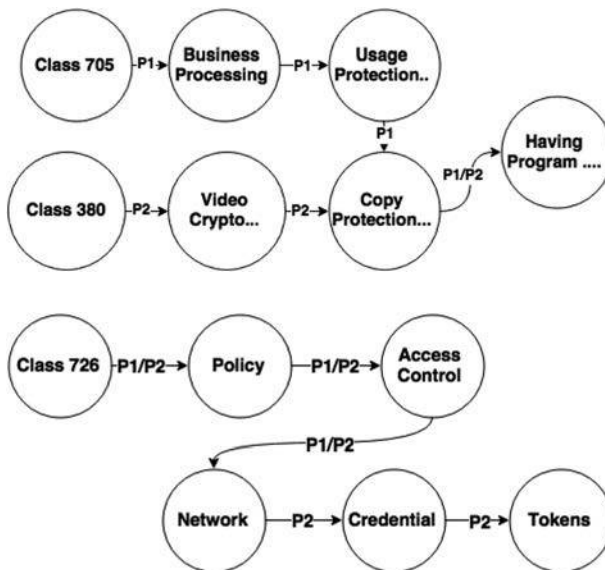 Class 705
P1
Business
Processing
P1
Usage
Protection..
P1
Having
Program ....
P1/P2
Class 380
P2
Video
Crypto...
P2
Copy
Protection...
Class 726
P1/P2
Policy
P1/P2
Access
Control
P1/P2
Network
P2
Credential
P2
Tokens